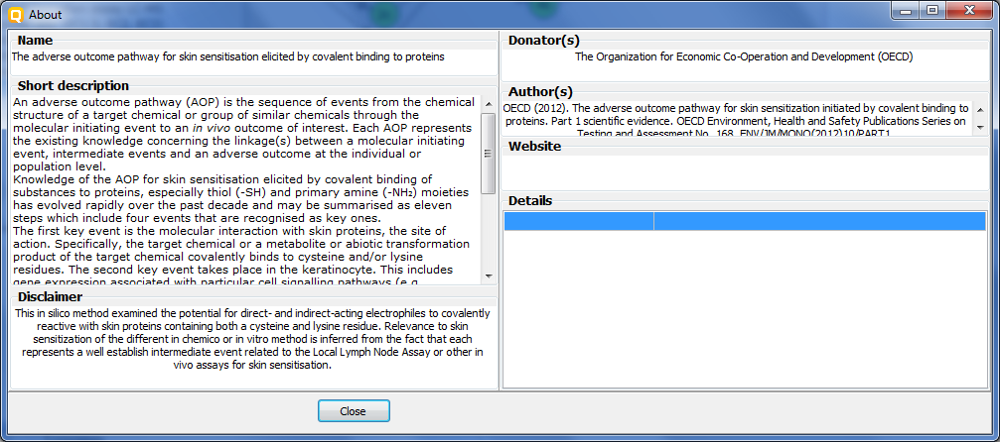 About
Name
The adverse outcome pathway for skin sensitisation elicited by covalent binding to proteins
Short description
An adverse outcome pathway (AOP) is the sequence of events from the chemical
structure of a target chemical or group of similar chemicals through the
molecular initiating event to an in vivo outcome of interest. Each AOP represents
the existing knowledge concerning the linkage(s) between a molecular initiating
event, intermediate events and an adverse outcome at the individual or
population level.
Knowledge of the AOP for skin sensitisation elicited by covalent binding of
substances to proteins, especially thiol (-SH) and primary amine (-NH₂) moieties
has evolved rapidly over the past decade and may be summarised as eleven
steps which include four events that are recognised as key ones.
The first key event is the molecular interaction with skin proteins, the site of
action. Specifically, the target chemical or a metabolite or abiotic transformation
product of the target chemical covalently binds to cysteine and/or lysine
residues. The second key event takes place in the keratinocyte. This includes
gene expression associated with particular cell signalling pathways (e.g.
Disclaimer
This in silico method examined the potential for direct- and indirect-acting electrophiles to covalently
reactive with skin proteins containing both a cysteine and lysine residue. Relevance to skin
sensitization of the different in chemico or in vitro method is inferred from the fact that each
represents a well establish intermediate event related to the Local Lymph Node Assay or other in
vivo assays for skin sensitisation.
Donator(s)
The Organization for Economic Co-Operation and Development (OECD)
Author(s)
OECD (2012). The adverse outcome pathway for skin sensitization initiated by covalent binding to
proteins. Part 1 scientific evidence. OECD Environment, Health and Safety Publications Series on
Testing and Assessment No. 168. ENV/JM/MONO(2012)10/PART1
Website
Details
Close